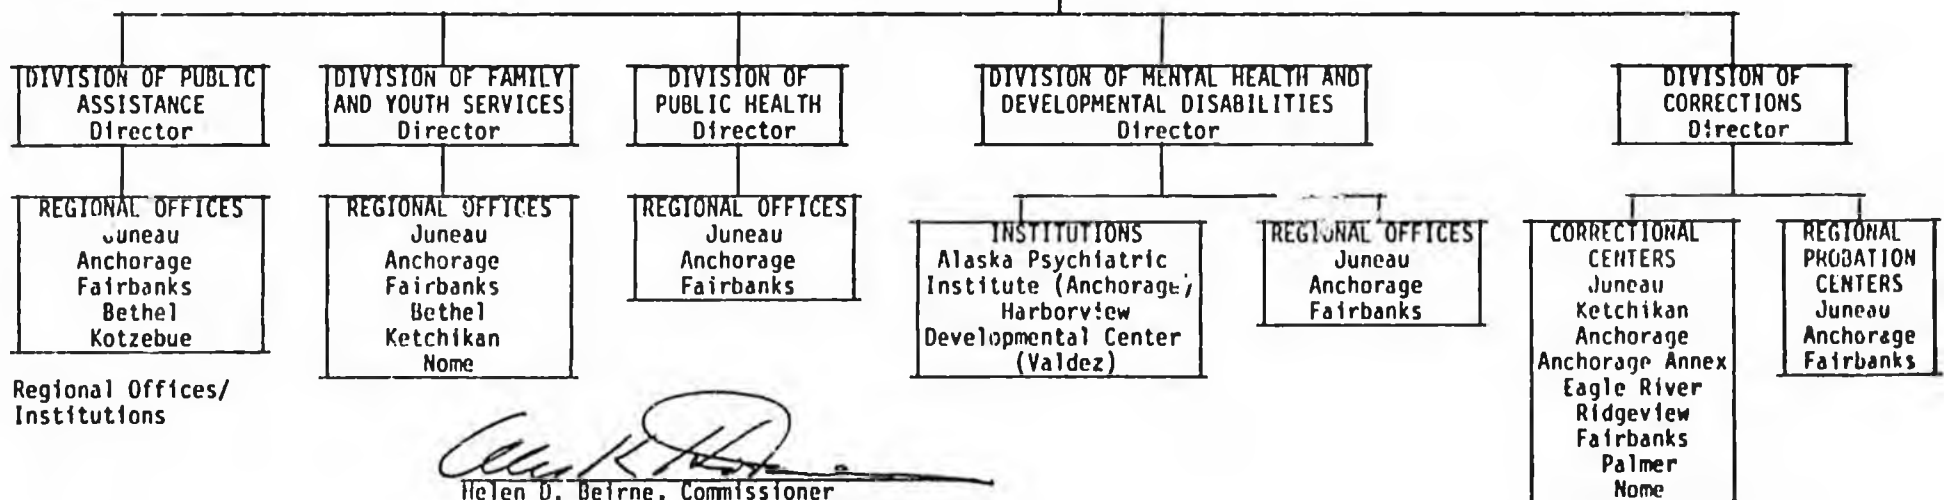 DIVISION OF PUBLIC
ASSISTANCE
Director
DIVISION OF FAMILY
AND YOUTH SERVICES
Director
DIVISION OF
PUBLIC HEALTH
Director
DIVISION OF MENTAL HEALTH AND
DEVELOPMENTAL DISABILITIES
Director
DIVISION OF
CORRECTIONS
Director
REGIONAL OFFICES
Juneau
Anchorage
Fairbanks
Bethel
Kotzebue
REGIONAL OFFICES
Juneau
Anchorage
Fairbanks
Bethel
Ketchikan
Nome
REGIONAL OFFICES
Juneau
Anchorage
Fairbanks
INSTITUTIONS
Alaska Psychiatric
Institute (Anchorage)
Harborview
Developmental Center
(Valdez)
REGIONAL OFFICES
Juneau
Anchorage
Fairbanks
CORRECTIONAL
CENTERS
Juneau
Ketchikan
Anchorage
Anchorage Annex
Eagle River
Ridgeview
Fairbanks
Palmer
Nome
REGIONAL
PROBATION
CENTERS
Juneau
Anchorage
Fairbanks
Regional Offices/
Institutions
Helen D. Beirne, Commissioner